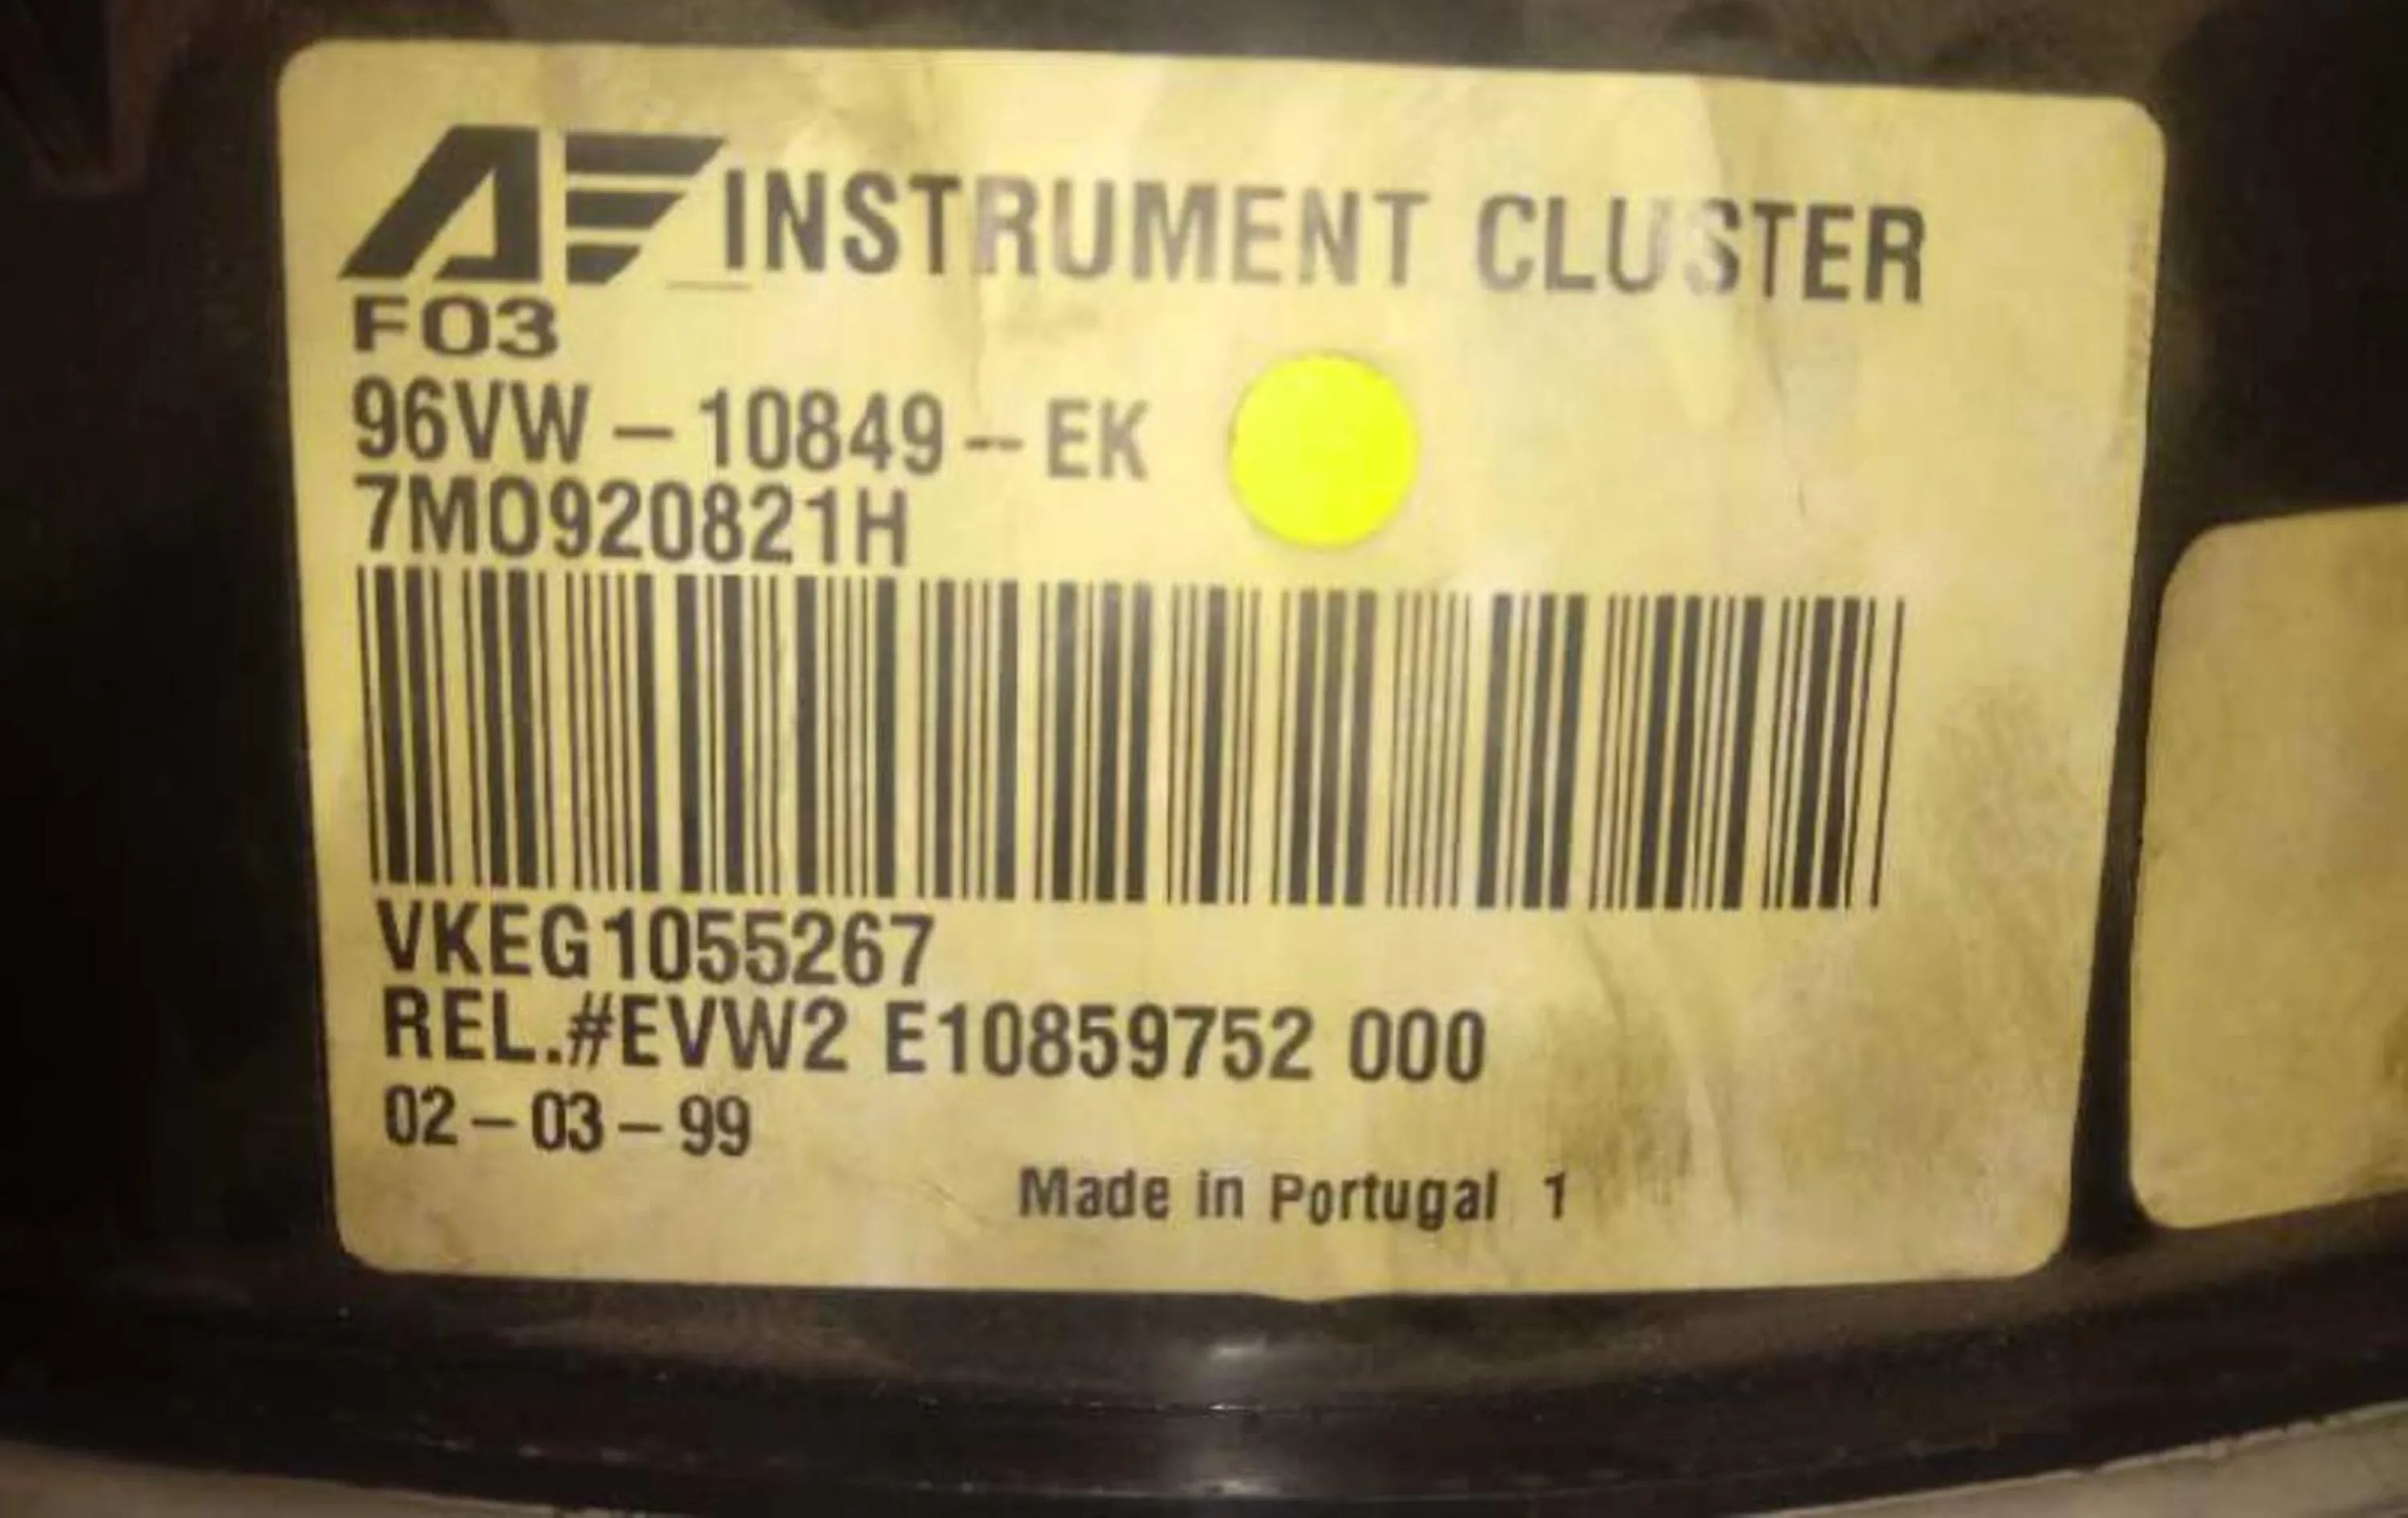 AE INSTRUMENT CLUSTER
F03
96VW-10849-EK
7M0920821H
VKEG1055267
REL.#EVW2 E10859752 000
02-03-99
Made in Portugal 1